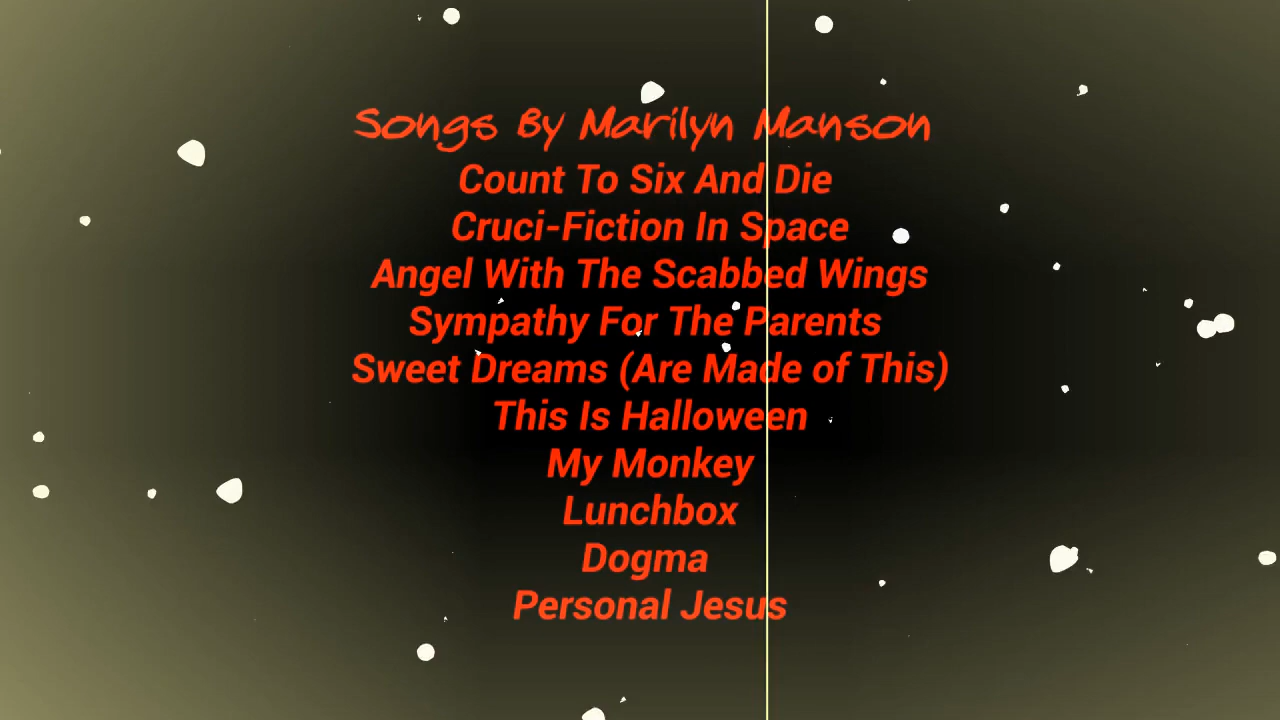 Songs By Marilyn Manson
Count To Six And Die
Cruci-Fiction In Space
Angel With The Scabbed Wings
Sympathy For The Parents
Sweet Dreams (Are Made of This)
This Is Halloween
My Monkey
Lunchbox
Dogma
Personal Jesus